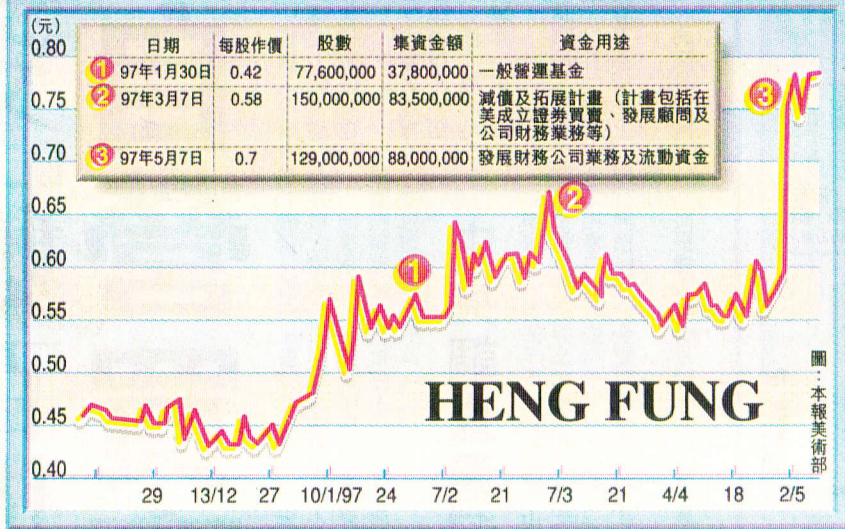 (元)
日期 每股作價 股數 集資金額 資金用途
1 97年1月30日 0.42 77,600,000 37,800,000 一般營運基金
2 97年3月7日 0.58 150,000,000 83,500,000 減債及拓展計畫（計畫包括在
美成立證券買賣、發展顧問及
公司財務業務等）
3 97年5月7日 0.7 129,000,000 88,000,000 發展財務公司業務及流動資金
0.80
0.75
0.70
0.65
0.60
0.55
0.50
0.45
0.40
1
2
3
HENG FUNG
圖：本報美術部
29 13/12 27 10/1/97 24 7/2 21 7/3 21 4/4 18 2/5